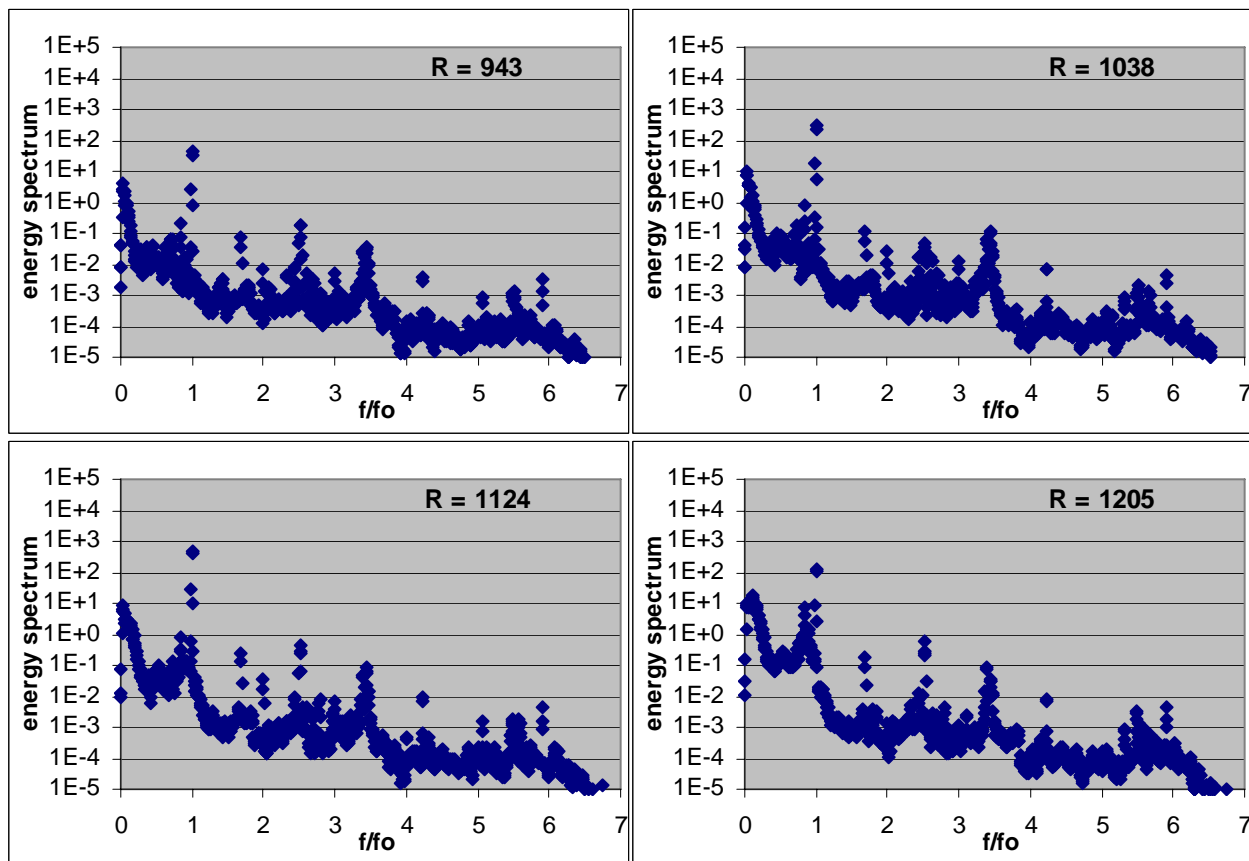 R = 943
energy spectrum
1E+5
1E+4
1E+3
1E+2
1E+1
1E+0
1E-1
1E-2
1E-3
1E-4
1E-5
0 1 2 3 4 5 6 7
f/fo
R = 1038
energy spectrum
1E+5
1E+4
1E+3
1E+2
1E+1
1E+0
1E-1
1E-2
1E-3
1E-4
1E-5
0 1 2 3 4 5 6 7
f/fo
R = 1124
energy spectrum
1E+5
1E+4
1E+3
1E+2
1E+1
1E+0
1E-1
1E-2
1E-3
1E-4
1E-5
0 1 2 3 4 5 6 7
f/fo
R = 1205
energy spectrum
1E+5
1E+4
1E+3
1E+2
1E+1
1E+0
1E-1
1E-2
1E-3
1E-4
1E-5
0 1 2 3 4 5 6 7
f/fo